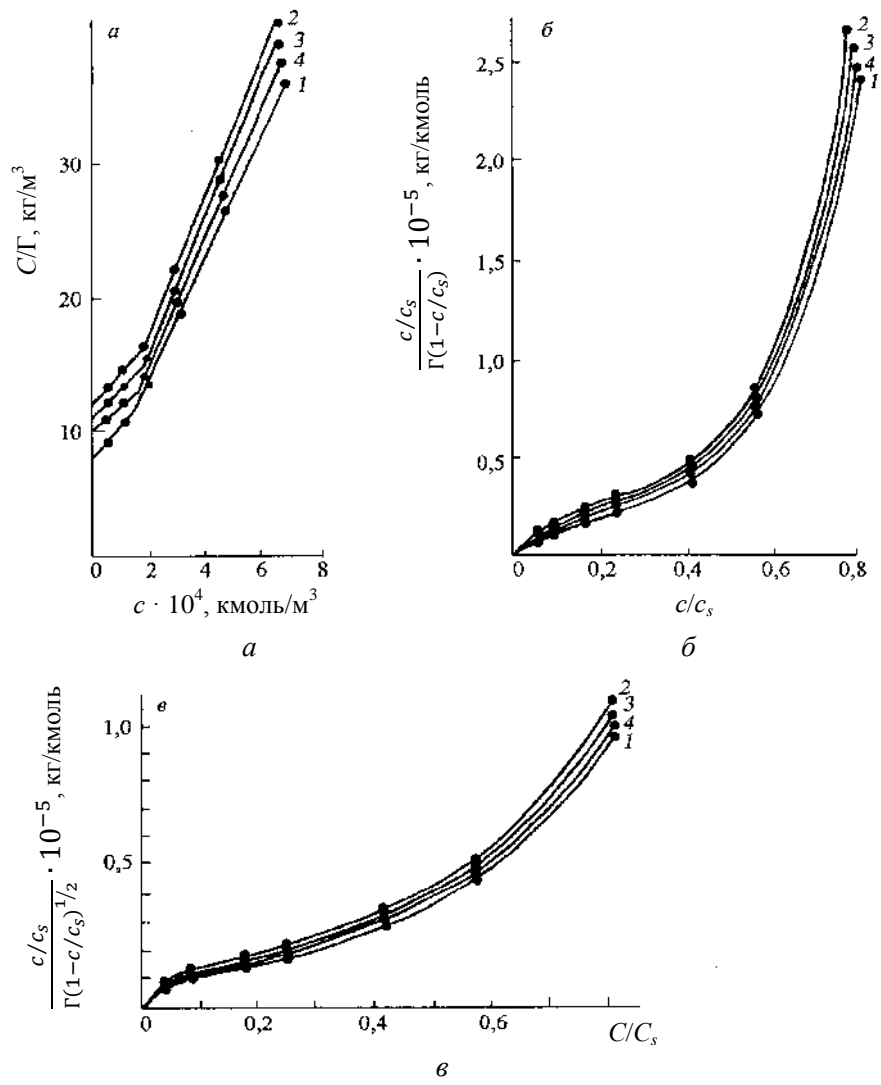 а
2
3
4
1
30
20
10
С/Г, кг/м³
0 2 4 6 8
c · 10⁴, кмоль/м³
а
б
2
3
4
1
2,5
2,0
1,5
1,0
0,5
c/cₛ
Г(1−c/cₛ)
· 10⁻⁵, кг/кмоль
0 0,2 0,4 0,6 0,8
c/cₛ
б
в
2
3
4
1
1,0
0,5
c/cₛ
Г(1−c/cₛ)^1/2
· 10⁻⁵, кг/кмоль
0 0,2 0,4 0,6
C/Cₛ
в